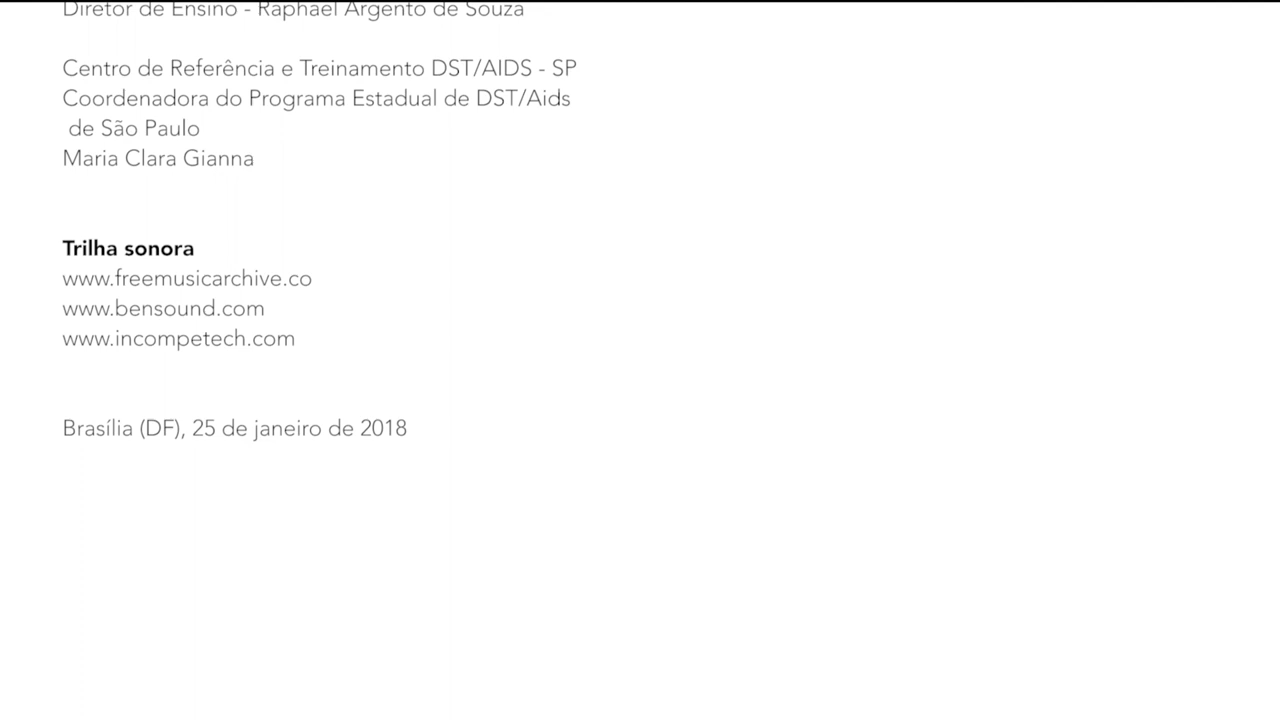 Diretor de Ensino - Raphael Argento de Souza
Centro de Referência e Treinamento DST/AIDS - SP
Coordenadora do Programa Estadual de DST/Aids
de São Paulo
Maria Clara Gianna
Trilha sonora
www.freemusicarchive.co
www.bensound.com
www.incompetech.com
Brasília (DF), 25 de janeiro de 2018